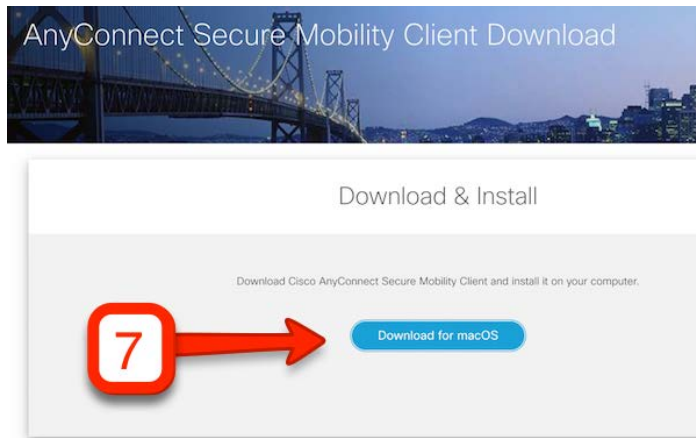 AnyConnect Secure Mobility Client Download
Download & Install
Download Cisco AnyConnect Secure Mobility Client and install it on your computer.
7
Download for macOS